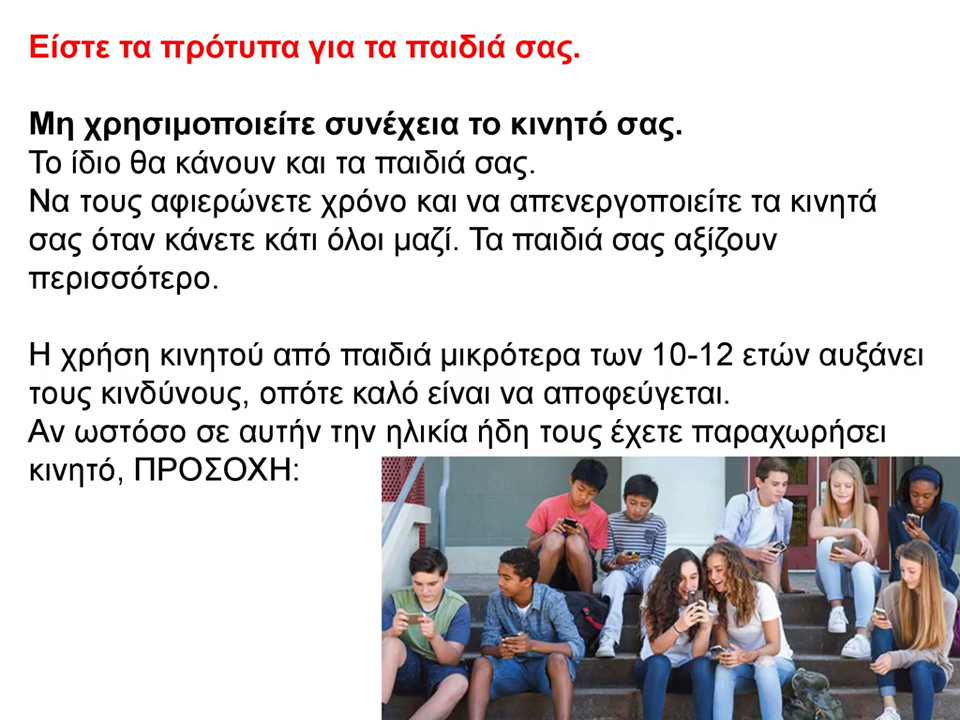 Είστε τα πρότυπα για τα παιδιά σας.
Μη χρησιμοποιείτε συνέχεια το κινητό σας.
Το ίδιο θα κάνουν και τα παιδιά σας.
Να τους αφιερώνετε χρόνο και να απενεργοποιείτε τα κινητά
σας όταν κάνετε κάτι όλοι μαζί. Τα παιδιά σας αξίζουν
περισσότερο.
Η χρήση κινητού από παιδιά μικρότερα των 10-12 ετών αυξάνει
τους κινδύνους, οπότε καλό είναι να αποφεύγεται.
Αν ωστόσο σε αυτήν την ηλικία ήδη τους έχετε παραχωρήσει
κινητό, ΠΡΟΣΟΧΗ: